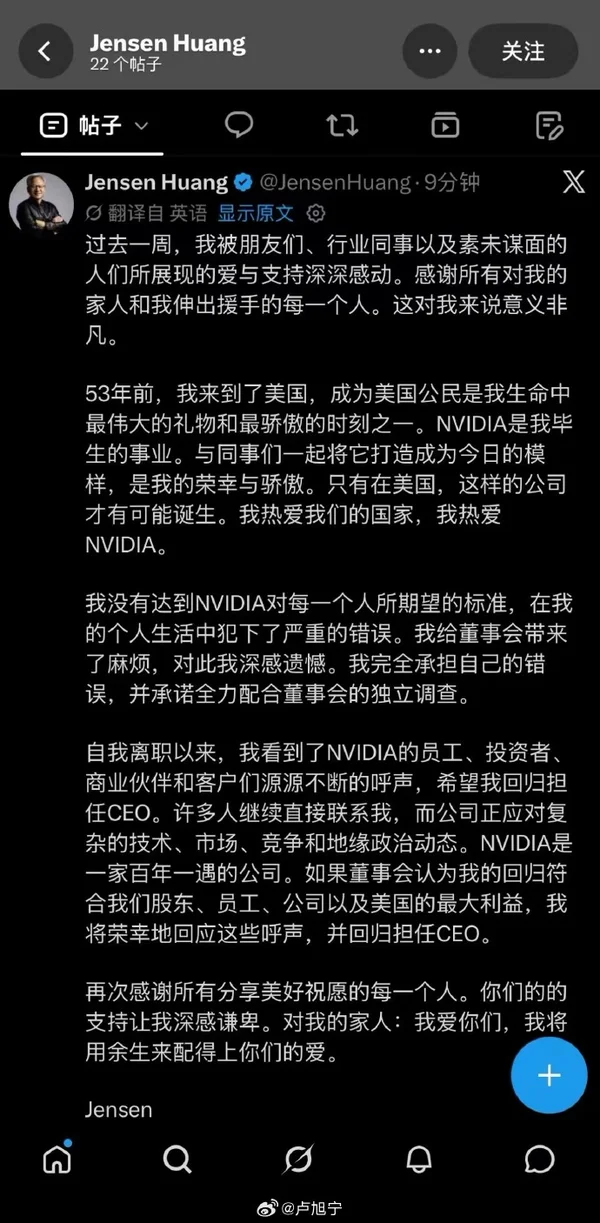 Jensen Huang
22 个帖子
关注
帖子
Jensen Huang @JensenHuang · 9分钟
翻译自 英语 显示原文
过去一周，我被朋友们、行业同事以及素未谋面的
人们所展现的爱与支持深深感动。感谢所有对我的
家人和我伸出援手的每一个人。这对我来说意义非
凡。
53年前，我来到了美国，成为美国公民是我生命中
最伟大的礼物和最骄傲的时刻之一。NVIDIA是我毕
生的事业。与同事们一起将它打造成为今日的模
样，是我的荣幸与骄傲。只有在美国，这样的公司
才有可能诞生。我热爱我们的国家，我热爱
NVIDIA。
我没有达到NVIDIA对每一个人所期望的标准，在我
的个人生活中犯下了严重的错误。我给董事会带来
了麻烦，对此我深感遗憾。我完全承担自己的错
误，并承诺全力配合董事会的独立调查。
自我离职以来，我看到了NVIDIA的员工、投资者、
商业伙伴和客户们源源不断的呼声，希望我回归担
任CEO。许多人继续直接联系我，而公司正应对复
杂的技术、市场、竞争和地缘政治动态。NVIDIA是
一家百年一遇的公司。如果董事会认为我的回归符
合我们股东、员工、公司以及美国的最大利益，我
将荣幸地回应这些呼声，并回归担任CEO。
再次感谢所有分享美好祝愿的每一个人。你们的的
支持让我深感谦卑。对我的家人：我爱你们，我将
用余生来配得上你们的爱。
Jensen
@卢旭宁